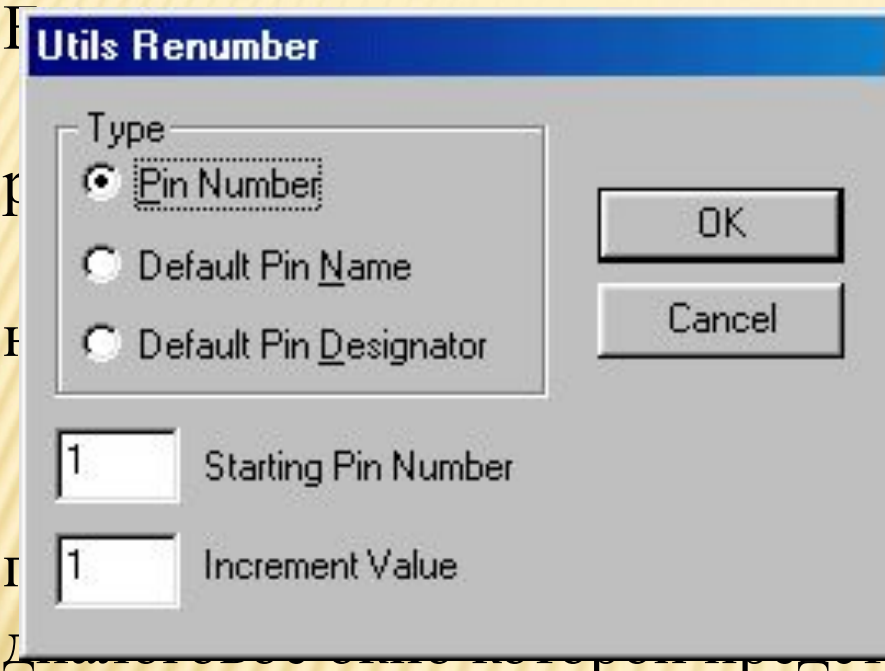 Utils Renumber
Type
Pin Number
Default Pin Name
Default Pin Designator
OK
Cancel
1 Starting Pin Number
1 Increment Value